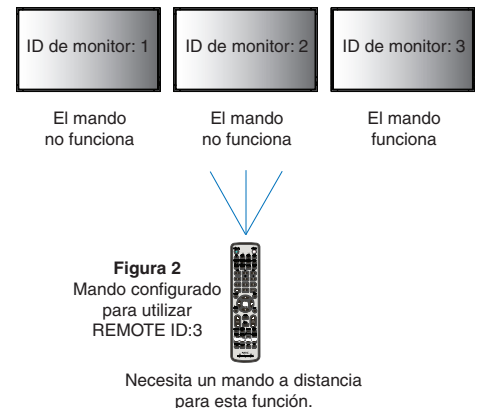 ID de monitor: 1
ID de monitor: 2
ID de monitor: 3
El mando
no funciona
El mando
no funciona
El mando
funciona
Figura 2
Mando configurado
para utilizar
REMOTE ID:3
Necesita un mando a distancia
para esta función.